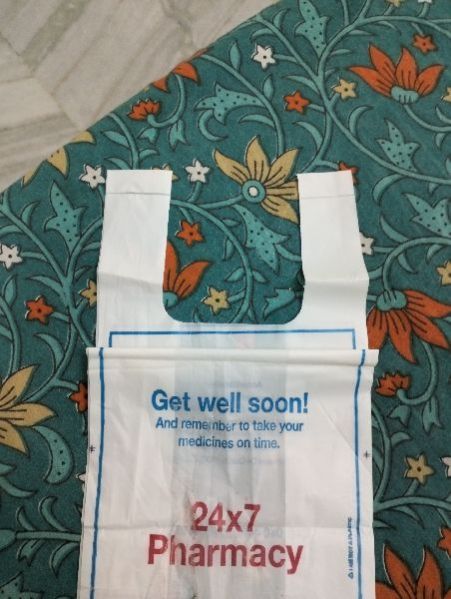 Get well soon!
And remember to take your
medicines on time.
24x7
Pharmacy